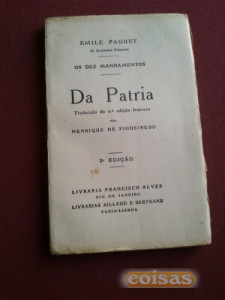 EMILE FAGUET
da Academia Franceza
OS DEZ MANDAMENTOS
Da Patria
Traducção da 2.ª edição franceza
POR
HENRIQUE DE FIGUEIREDO
2ª EDIÇÃO
LIVRARIA FRANCISCO ALVES
RIO DE JANEIRO
LIVRARIAS AILLAUD E BERTRAND
PARIS-LISBOA
coisas